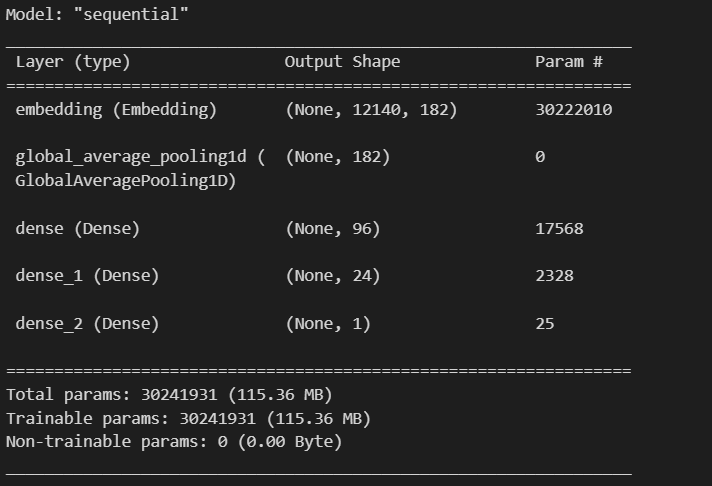 Model: "sequential"
Layer (type) Output Shape Param #
embedding (Embedding) (None, 12140, 182) 30222010
global_average_pooling1d ( (None, 182) 0
GlobalAveragePooling1D)
dense (Dense) (None, 96) 17568
dense_1 (Dense) (None, 24) 2328
dense_2 (Dense) (None, 1) 25
Total params: 30241931 (115.36 MB)
Trainable params: 30241931 (115.36 MB)
Non-trainable params: 0 (0.00 Byte)